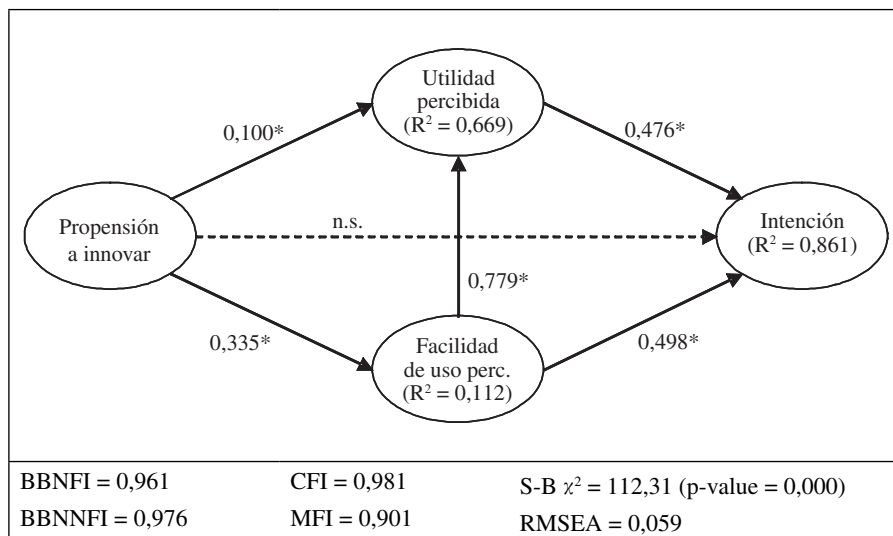 Utilidad
percibida
(R² = 0,669)
0,100*
0,476*
Propensión
a innovar
n.s.
Intención
(R² = 0,861)
0,779*
0,335*
0,498*
Facilidad
de uso perc.
(R² = 0,112)
BBNFI = 0,961
CFI = 0,981
S-B χ² = 112,31 (p-value = 0,000)
BBNNFI = 0,976
MFI = 0,901
RMSEA = 0,059